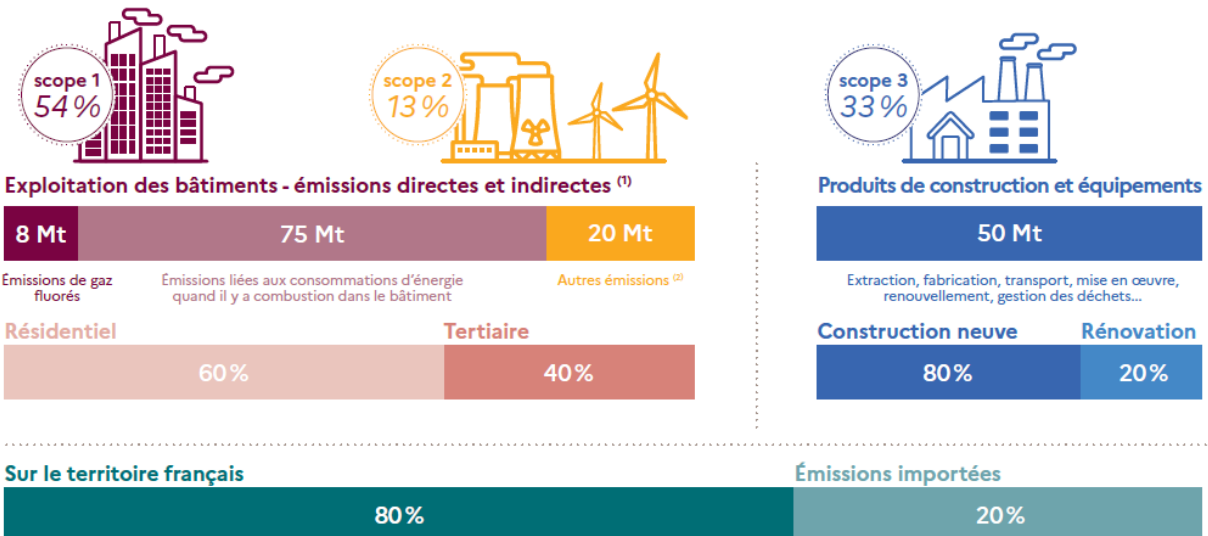 scope 1
54 %
scope 2
13 %
scope 3
33 %
Exploitation des bâtiments - émissions directes et indirectes (1)
8 Mt
75 Mt
20 Mt
Émissions de gaz
fluorés
Émissions liées aux consommations d'énergie
quand il y a combustion dans le bâtiment
Autres émissions (2)
Résidentiel
Tertiaire
60 %
40 %
Produits de construction et équipements
50 Mt
Extraction, fabrication, transport, mise en œuvre,
renouvellement, gestion des déchets...
Construction neuve
Rénovation
80 %
20 %
Sur le territoire français
Émissions importées
80 %
20 %